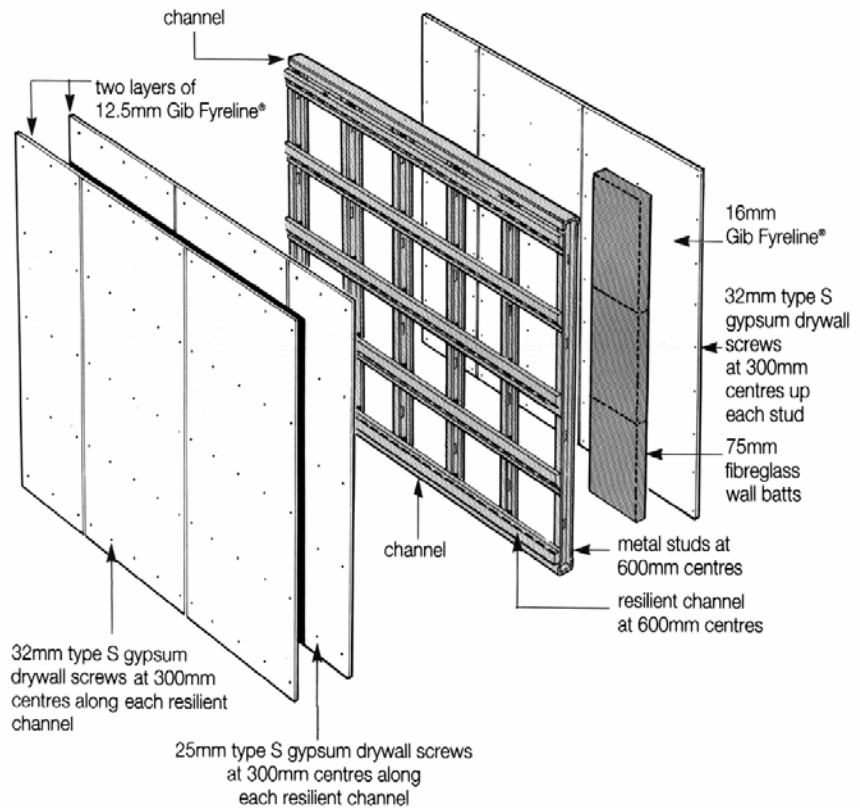 channel
two layers of
12.5mm Gib Fyreline®
16mm
Gib Fyreline®
32mm type S
gypsum drywall
screws
at 300mm
centres up
each stud
75mm
fibreglass
wall batts
channel
metal studs at
600mm centres
resilient channel
at 600mm centres
32mm type S gypsum
drywall screws at 300mm
centres along each resilient
channel
25mm type S gypsum drywall screws
at 300mm centres along
each resilient channel